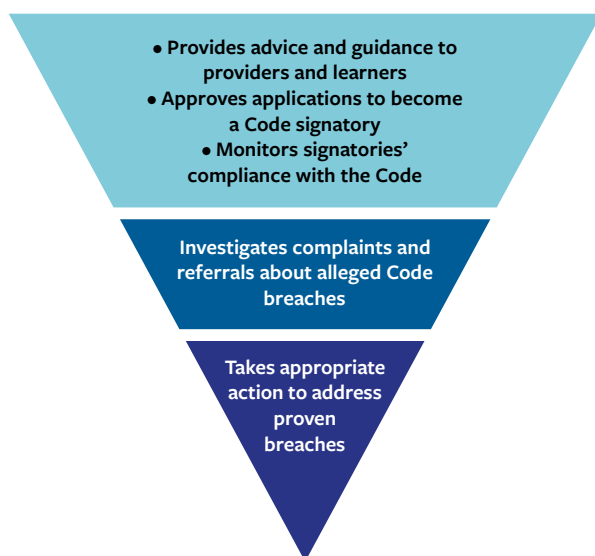 • Provides advice and guidance to
providers and learners
• Approves applications to become
a Code signatory
• Monitors signatories’
compliance with the Code
Investigates complaints and
referrals about alleged Code
breaches
Takes appropriate
action to address
proven
breaches